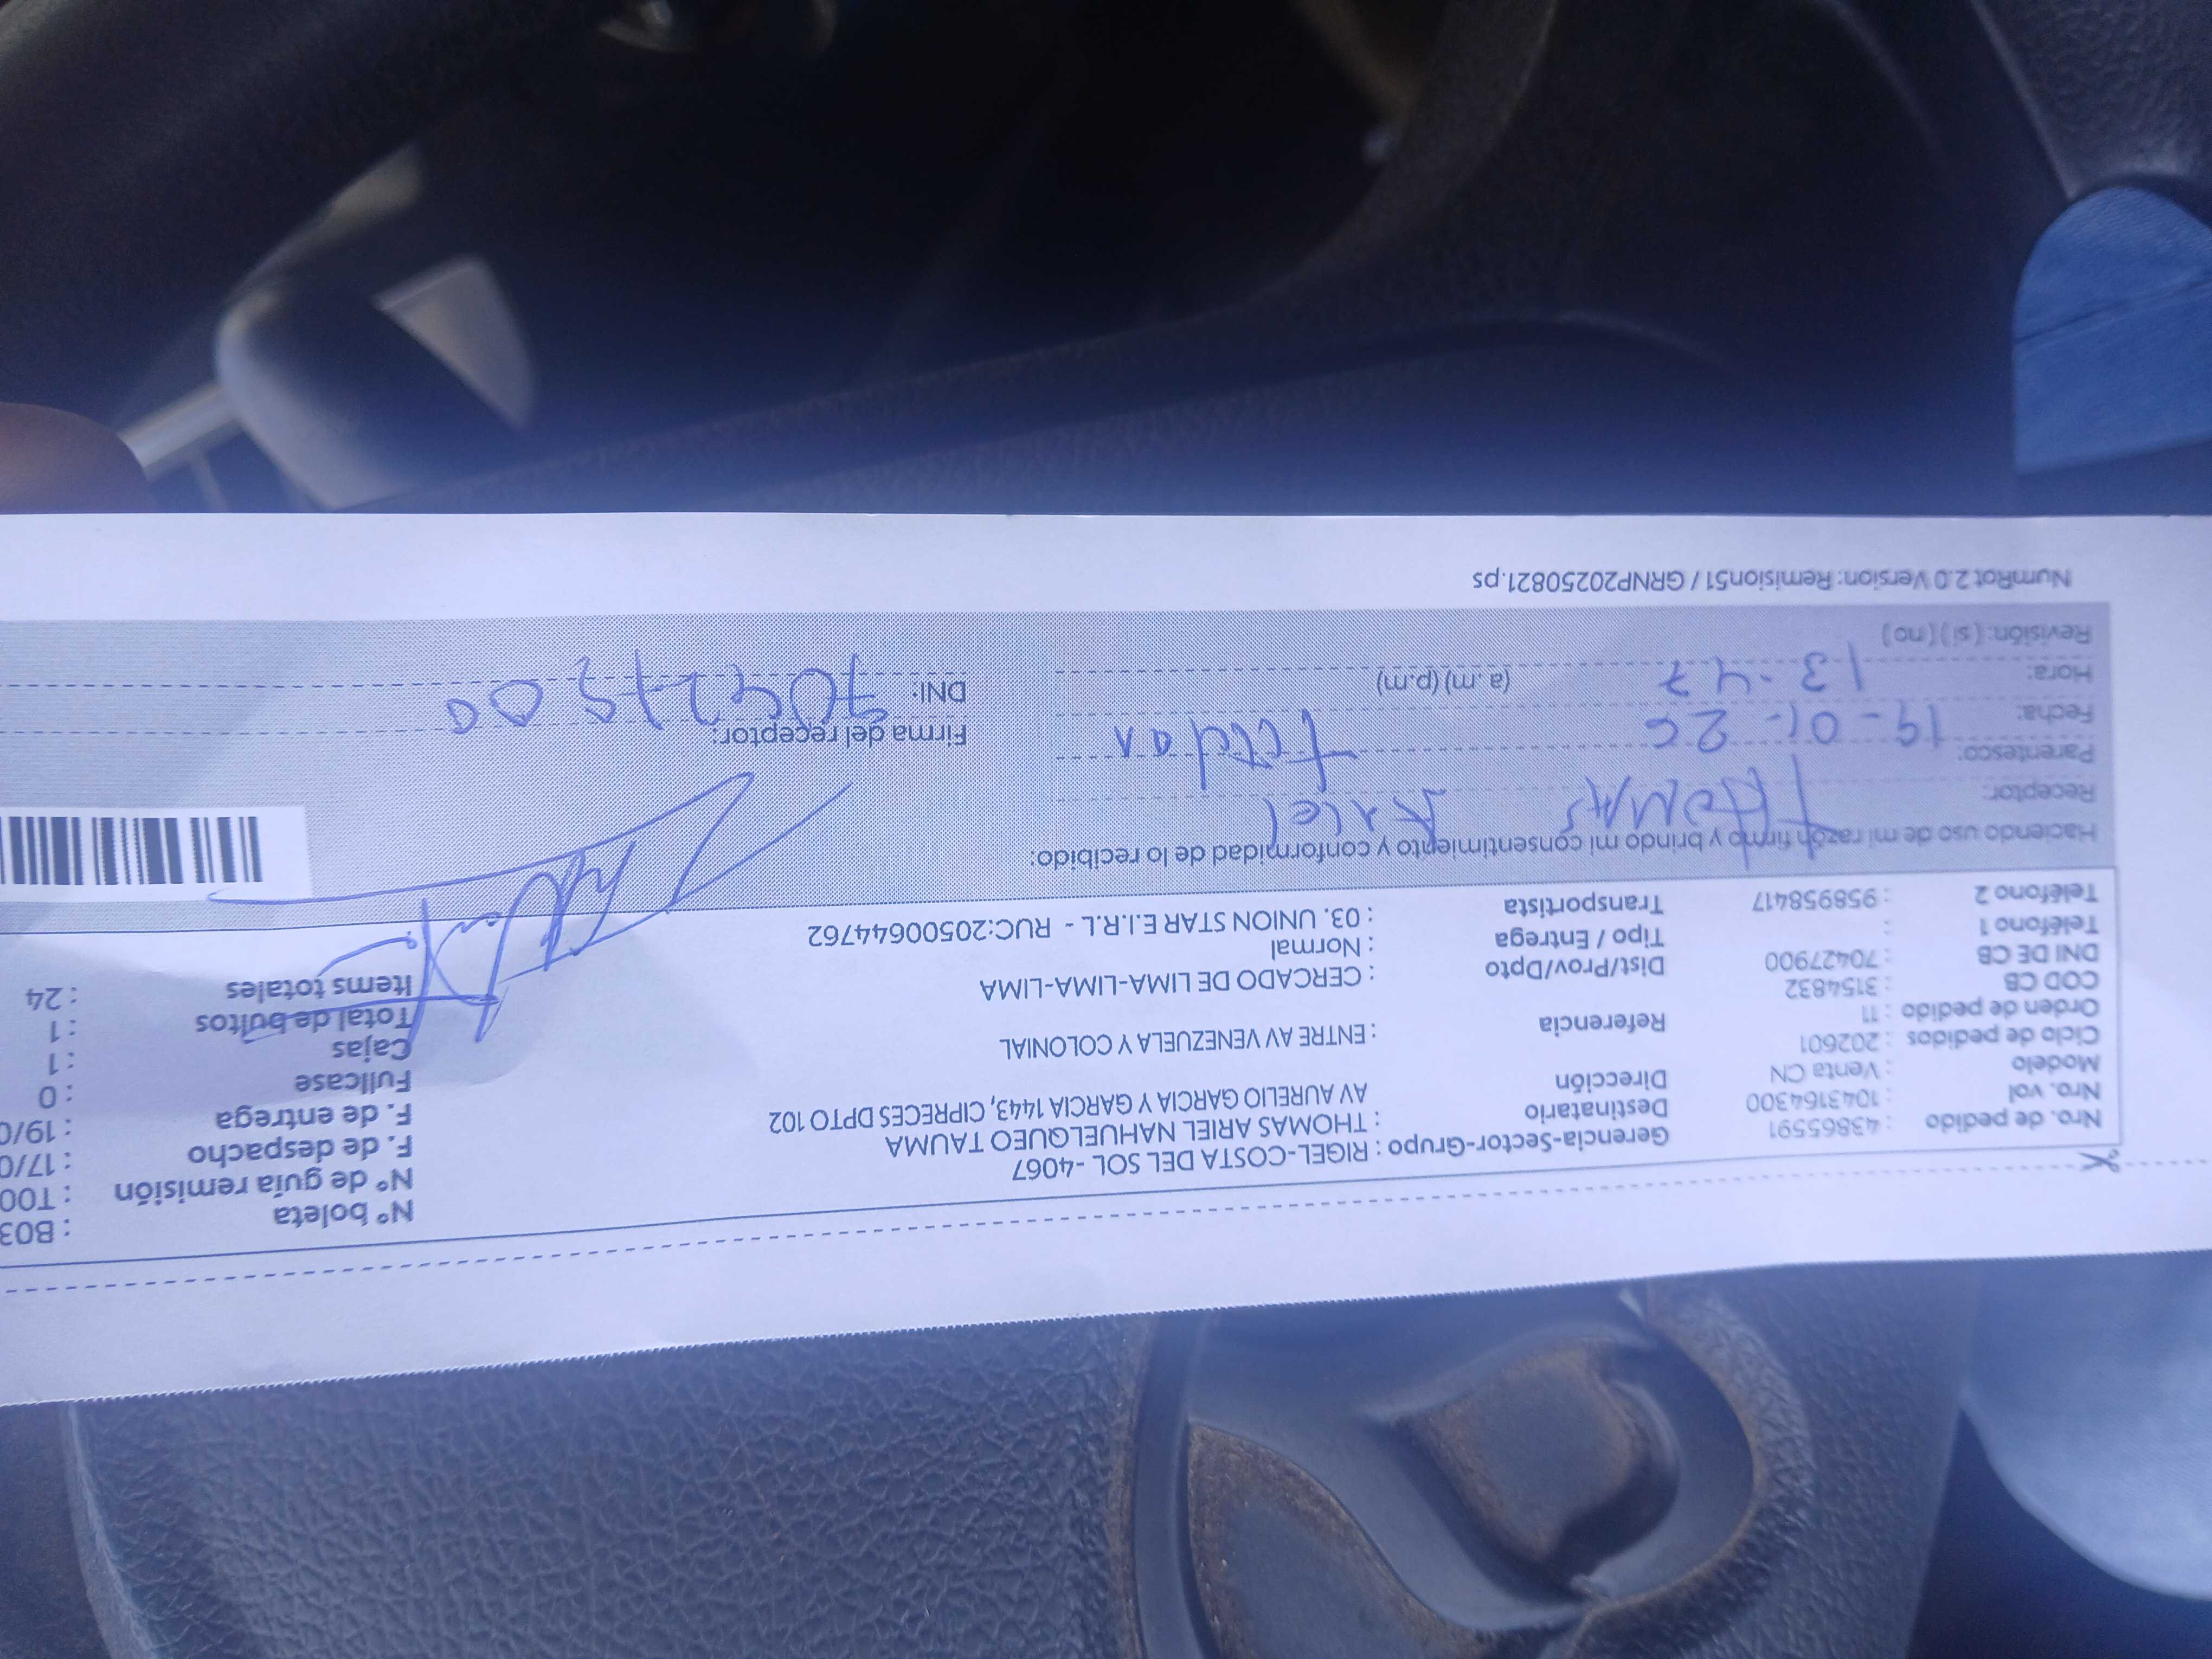 Nº boleta : B03
Nº de guía remisión : T00
F. de despacho : 17/0
F. de entrega : 19/0
Fullcase : 0
Cajas : 1
Total de bultos : 1
Items totales : 24
Gerencia-Sector-Grupo : RIGEL-COSTA DEL SOL -4067
Destinatario : THOMAS ARIEL NAHUELQUEO TAUMA
Dirección AV AURELIO GARCIA Y GARCIA 1443, CIPRECES DPTO 102
Referencia : ENTRE AV VENEZUELA Y COLONIAL
Dist/Prov/Dpto : CERCADO DE LIMA-LIMA-LIMA
Tipo / Entrega : Normal
Transportista : 03. UNION STAR E.I.R.L - RUC:20500644762
Nro. de pedido : 43865591
Nro. vol : 1043164300
Modelo : Venta CN
Ciclo de pedidos : 202601
Orden de pedido : 11
COD CB : 3154832
DNI DE CB : 70427900
Teléfono 1 :
Teléfono 2 : 958958417
Haciendo uso de mi razón firmo y brindo mi consentimiento y conformidad de lo recibido:
Receptor: THOMAS Ariel
Parentesco: titular
Fecha: 19-01-26
Hora: 13-47 (a.m) (p.m)
Revisión: (si) (no)
Firma del receptor:
DNI:
NumRot 2.0 Version: Remision51 / GRNP20250821.ps